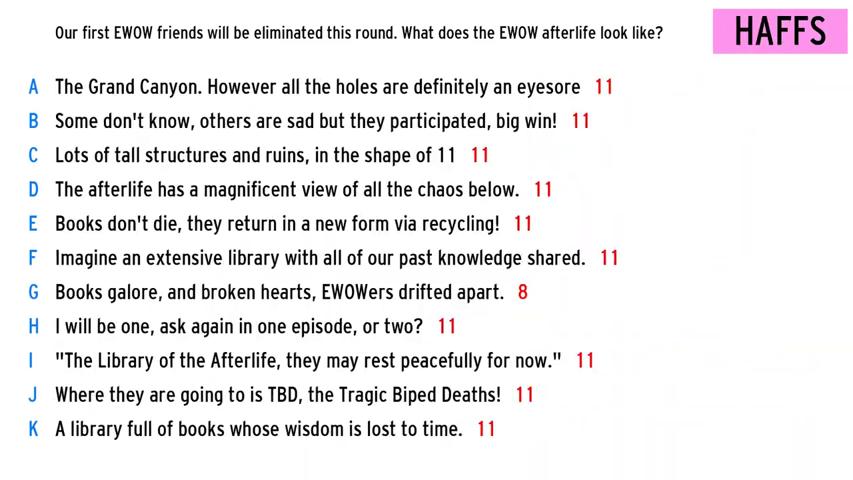 Our first EWOW friends will be eliminated this round. What does the EWOW afterlife look like?
HAFFS
A The Grand Canyon. However all the holes are definitely an eyesore 11
B Some don't know, others are sad but they participated, big win! 11
C Lots of tall structures and ruins, in the shape of 11 11
D The afterlife has a magnificent view of all the chaos below. 11
E Books don't die, they return in a new form via recycling! 11
F Imagine an extensive library with all of our past knowledge shared. 11
G Books galore, and broken hearts, EWOWers drifted apart. 8
H I will be one, ask again in one episode, or two? 11
I "The Library of the Afterlife, they may rest peacefully for now." 11
J Where they are going to is TBD, the Tragic Biped Deaths! 11
K A library full of books whose wisdom is lost to time. 11